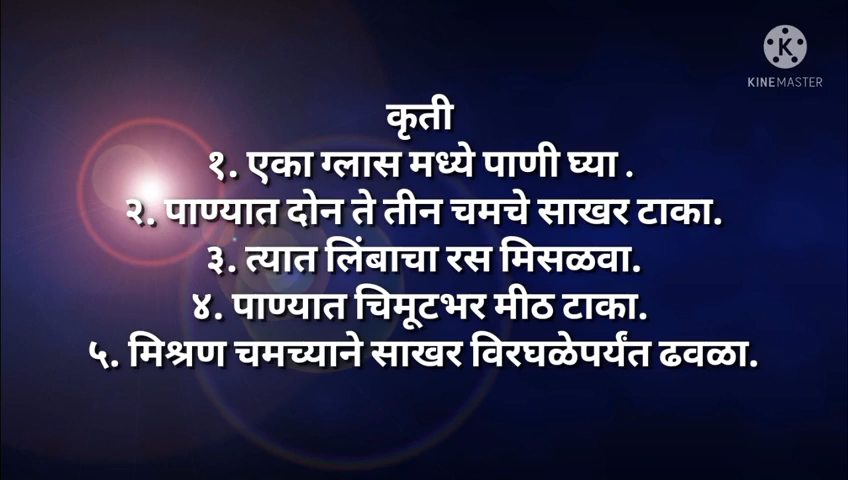 KINEMASTER
कृती
१. एका ग्लास मध्ये पाणी घ्या .
२. पाण्यात दोन ते तीन चमचे साखर टाका.
३. त्यात लिंबाचा रस मिसळवा.
४. पाण्यात चिमूटभर मीठ टाका.
५. मिश्रण चमच्याने साखर विरघळेपर्यंत ढवळा.